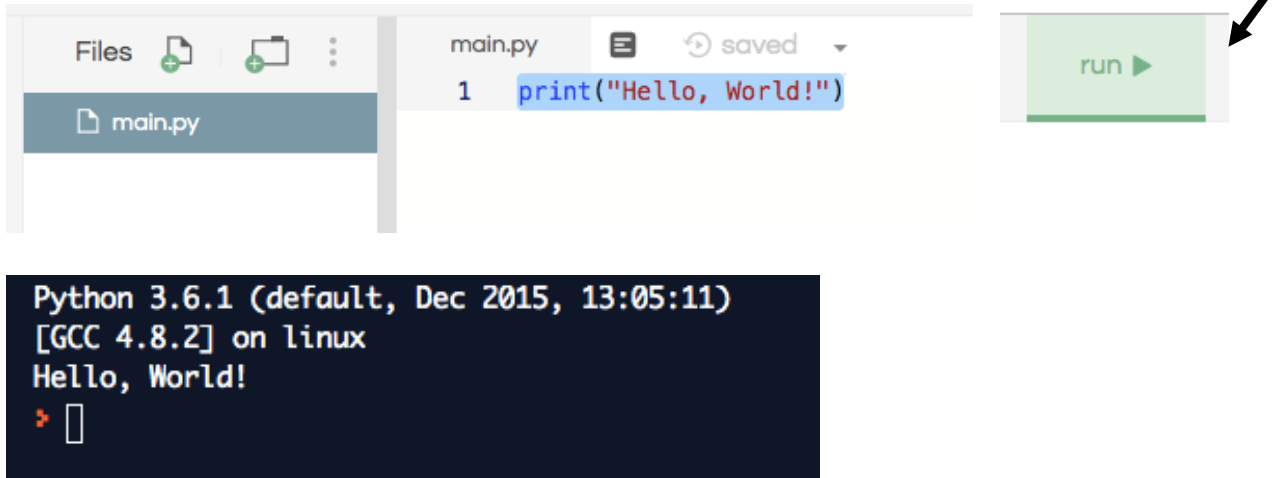 Files
main.py
main.py saved
1 print("Hello, World!")
run
Python 3.6.1 (default, Dec 2015, 13:05:11)
[GCC 4.8.2] on linux
Hello, World!